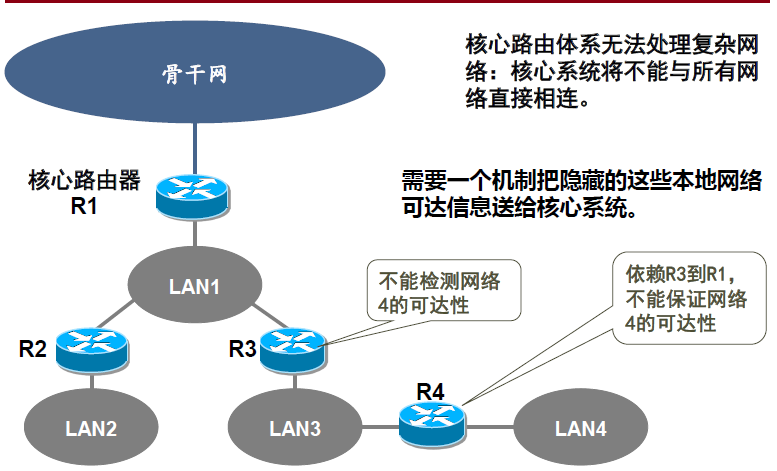 骨干网
核心路由体系无法处理复杂网
络：核心系统将不能与所有网
络直接相连。
核心路由器
R1
需要一个机制把隐藏的这些本地网络
可达信息送给核心系统。
LAN1
不能检测网络
4的可达性
依赖R3到R1，
不能保证网络
4的可达性
R2
R3
R4
LAN2
LAN3
LAN4